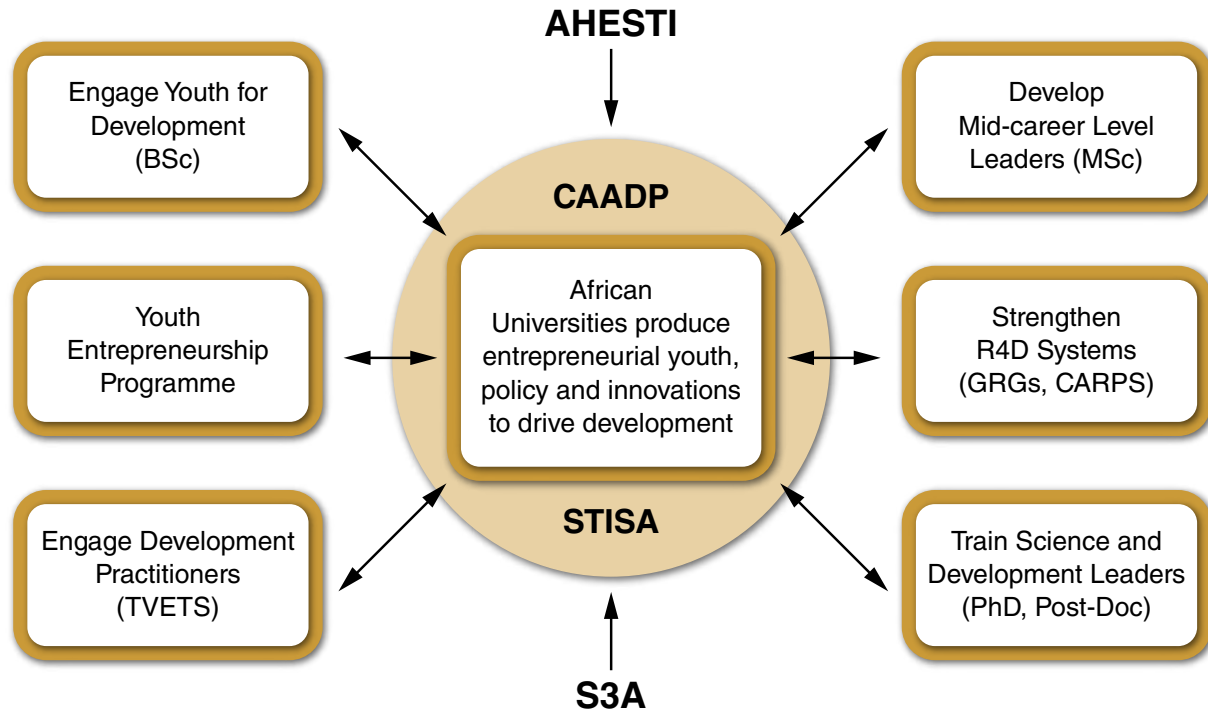 AHESTI
Engage Youth for
Development
(BSc)
Develop
Mid-career Level
Leaders (MSc)
CAADP
Youth
Entrepreneurship
Programme
African
Universities produce
entrepreneurial youth,
policy and innovations
to drive development
Strengthen
R4D Systems
(GRGs, CARPS)
STISA
Engage Development
Practitioners
(TVETS)
Train Science and
Development Leaders
(PhD, Post-Doc)
S3A